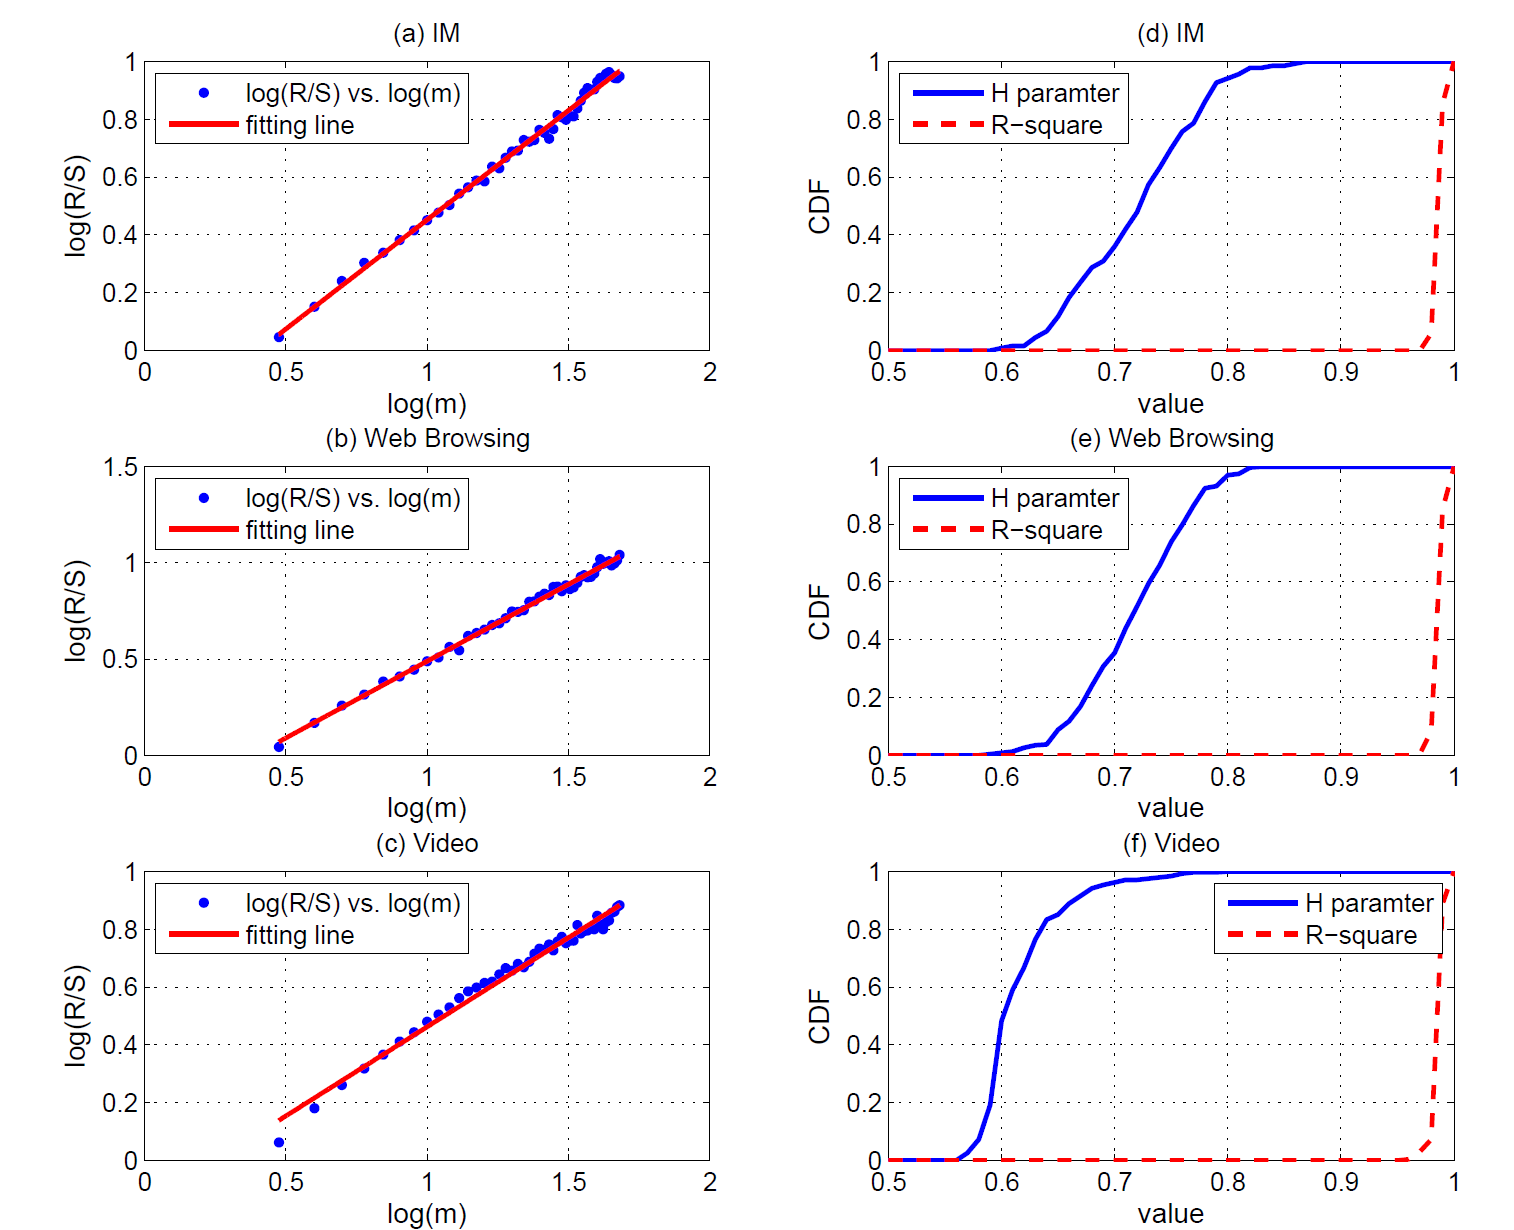 (a) IM
1
0.8
0.6
0.4
0.2
0
log(R/S)
log(R/S) vs. log(m)
fitting line
0
0.5
1
1.5
2
log(m)
(d) IM
1
0.8
0.6
0.4
0.2
0
CDF
H paramter
R−square
0.5
0.6
0.7
0.8
0.9
1
value
(b) Web Browsing
1.5
1
0.5
0
log(R/S)
log(R/S) vs. log(m)
fitting line
0
0.5
1
1.5
2
log(m)
(e) Web Browsing
1
0.8
0.6
0.4
0.2
0
CDF
H paramter
R−square
0.5
0.6
0.7
0.8
0.9
1
value
(c) Video
1
0.8
0.6
0.4
0.2
0
log(R/S)
log(R/S) vs. log(m)
fitting line
0
0.5
1
1.5
2
log(m)
(f) Video
1
0.8
0.6
0.4
0.2
0
CDF
H paramter
R−square
0.5
0.6
0.7
0.8
0.9
1
value